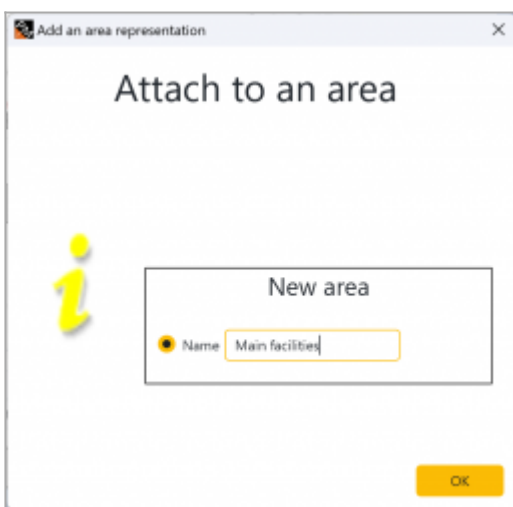 Add an area representation
Attach to an area
New area
Name Main facilities
OK